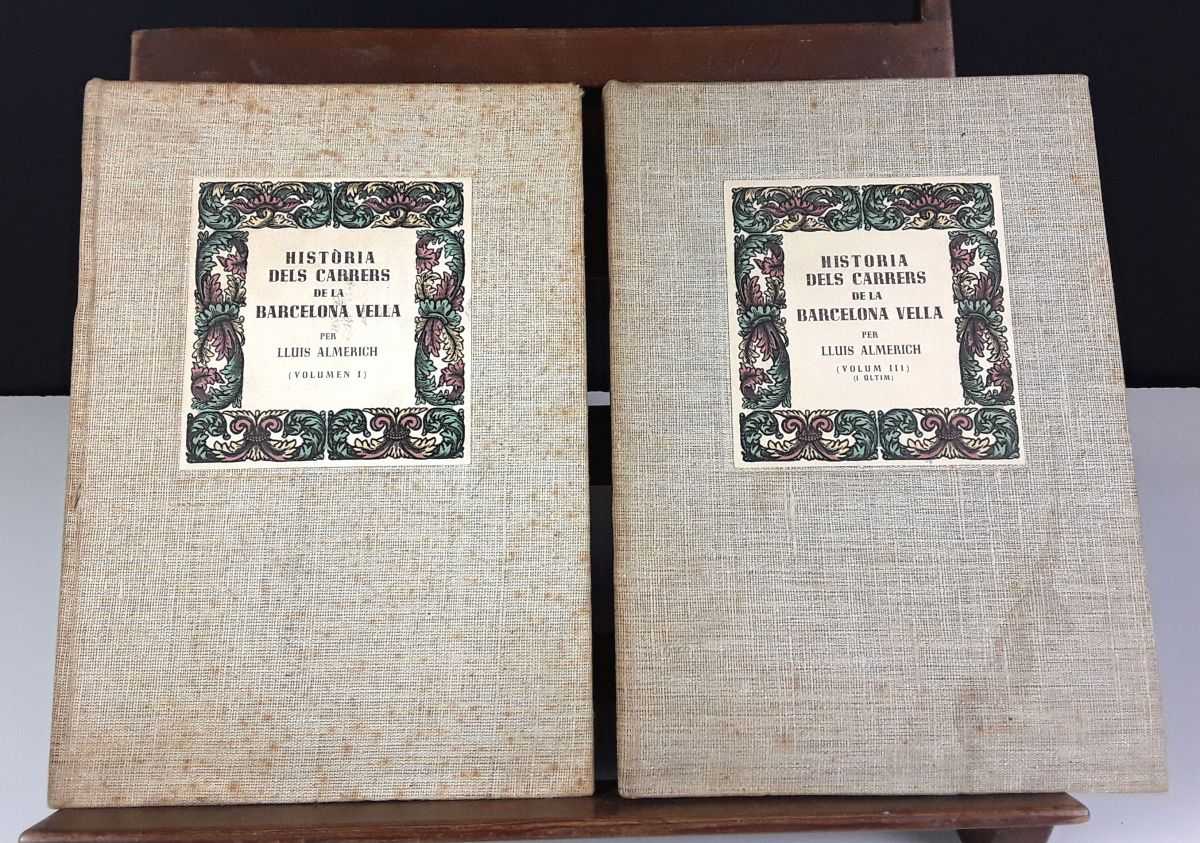 HISTÒRIA
DELS CARRERS
DE LA
BARCELONA VELLA
PER
LLUIS ALMERICH
(VOLUMEN I)
HISTORIA
DELS CARRERS
DE LA
BARCELONA VELLA
PER
LLUIS ALMERICH
(VOLUM III)
(I ÚLTIM)